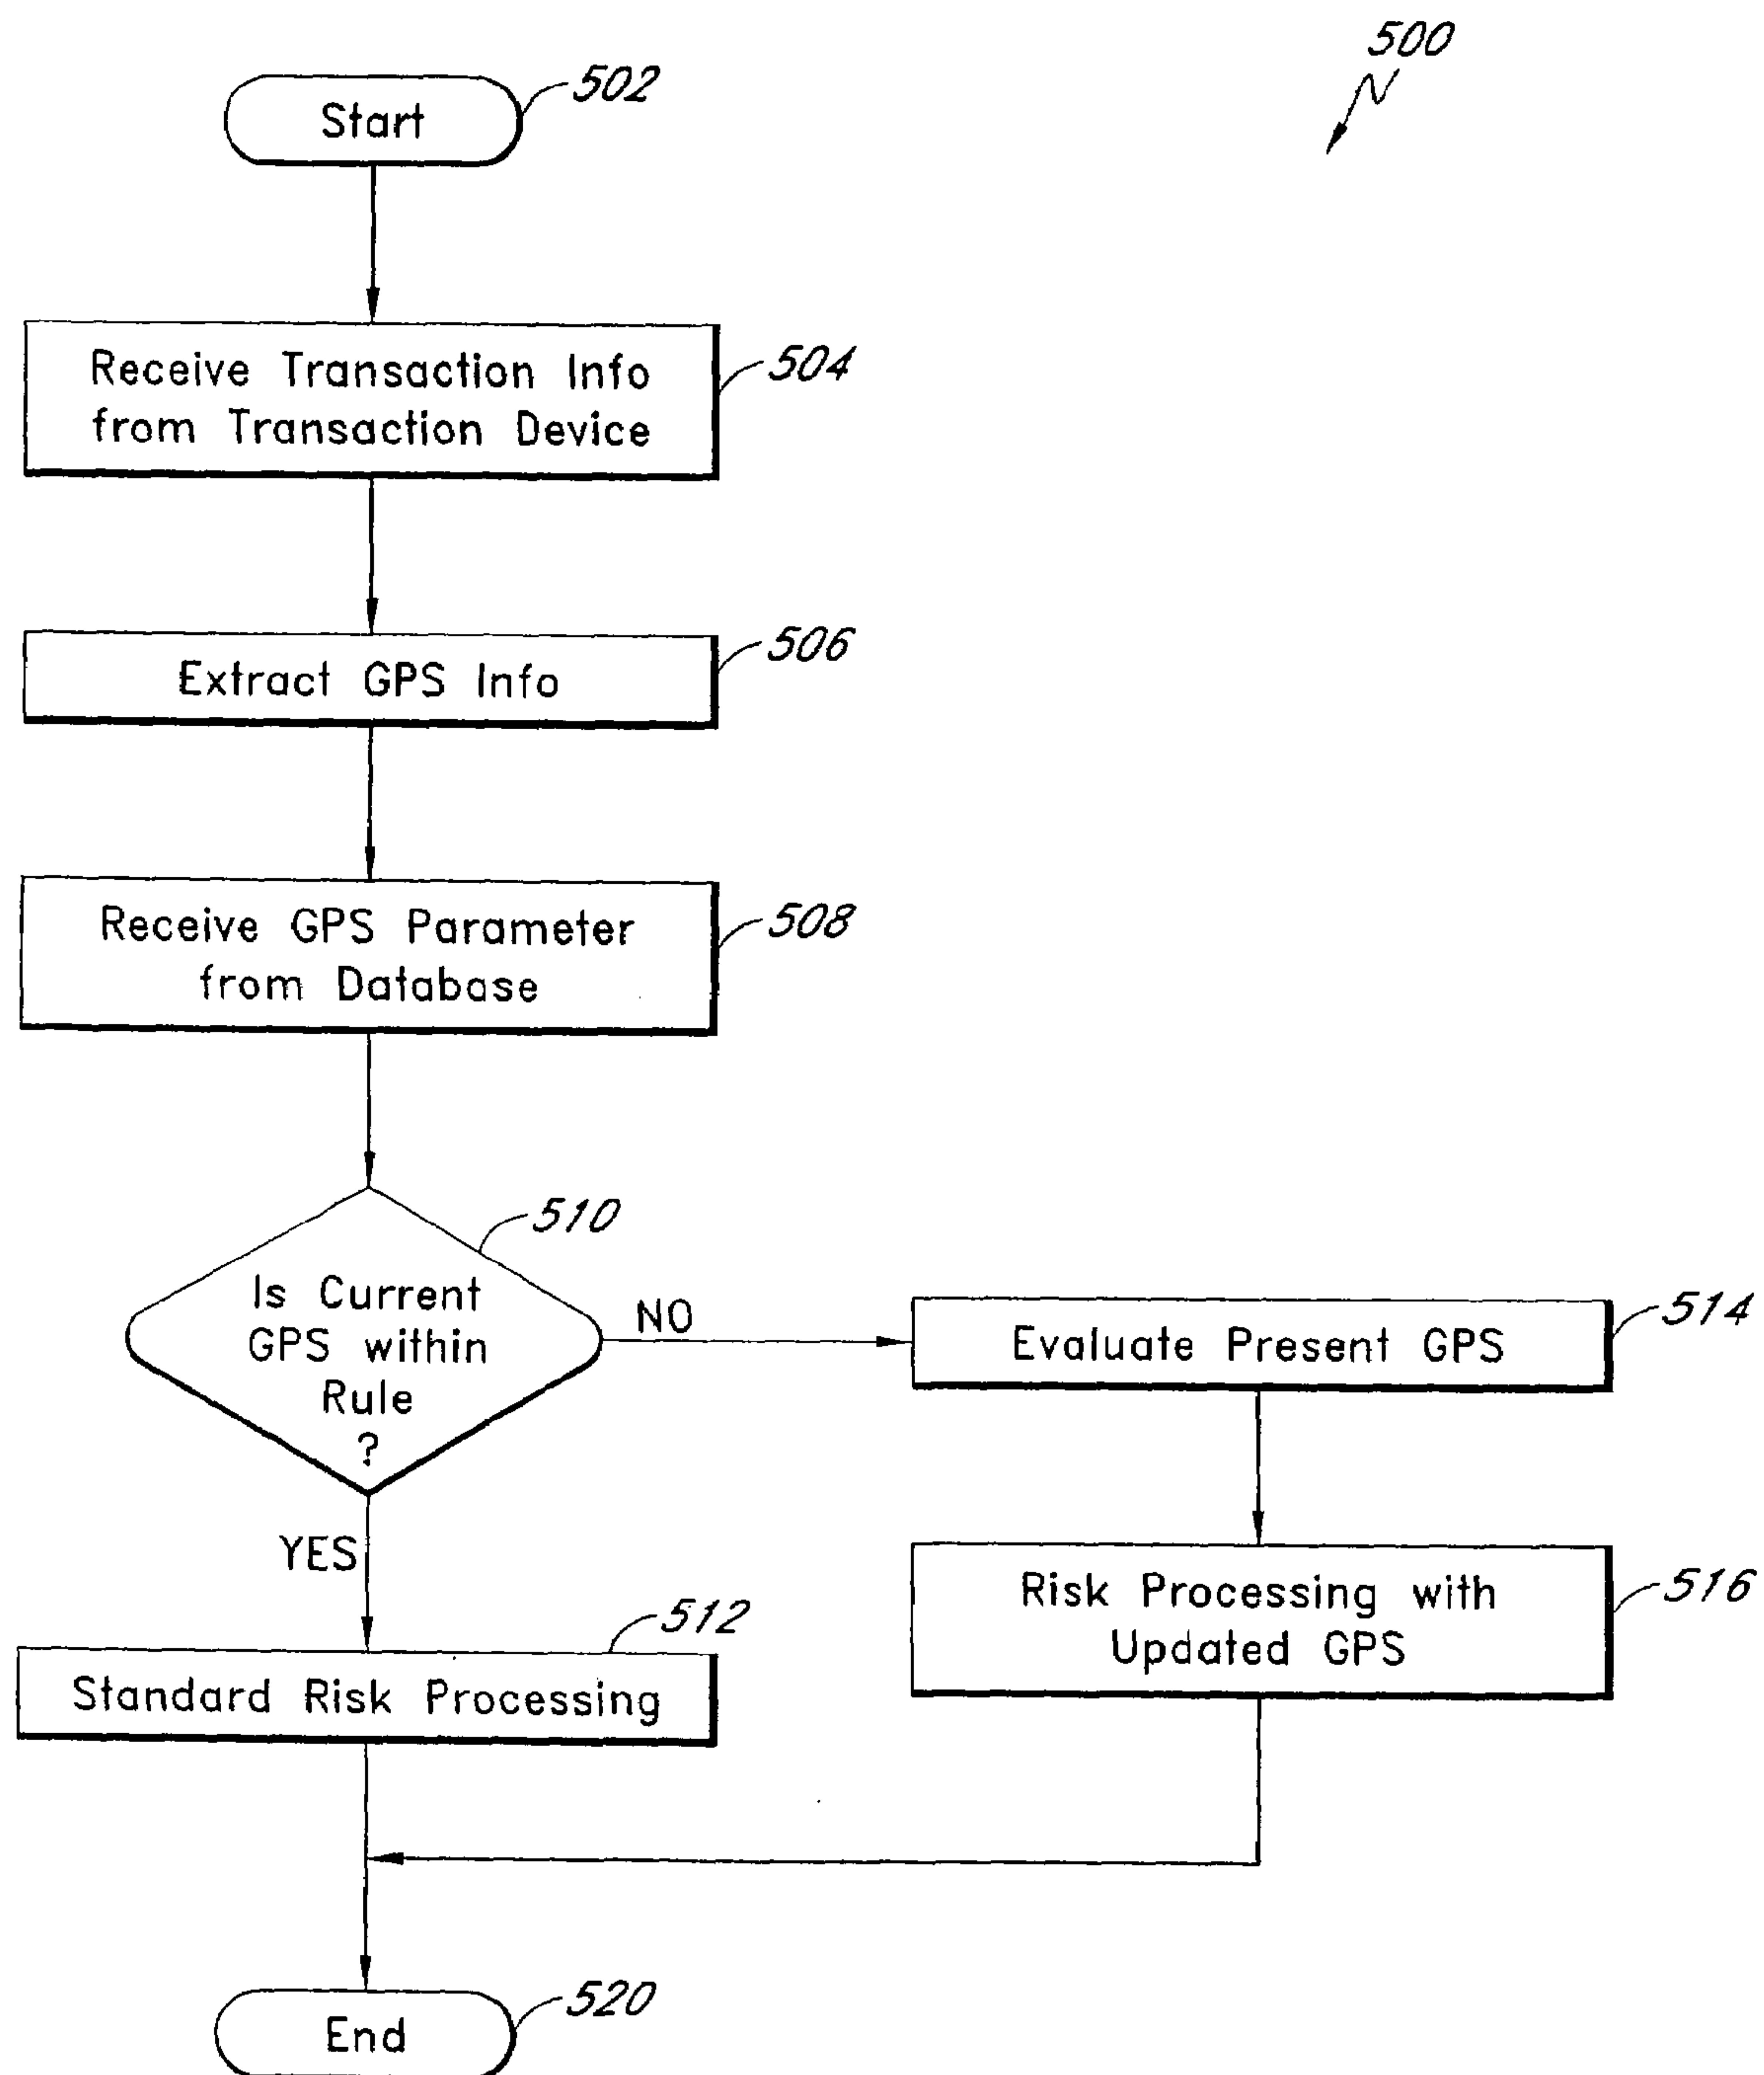 500
Start
502
Receive Transaction Info
from Transaction Device
504
Extract GPS Info
506
Receive GPS Parameter
from Database
508
510
Is Current
GPS within
Rule
?
NO
Evaluate Present GPS
514
YES
Risk Processing with
Updated GPS
516
512
Standard Risk Processing
End
520